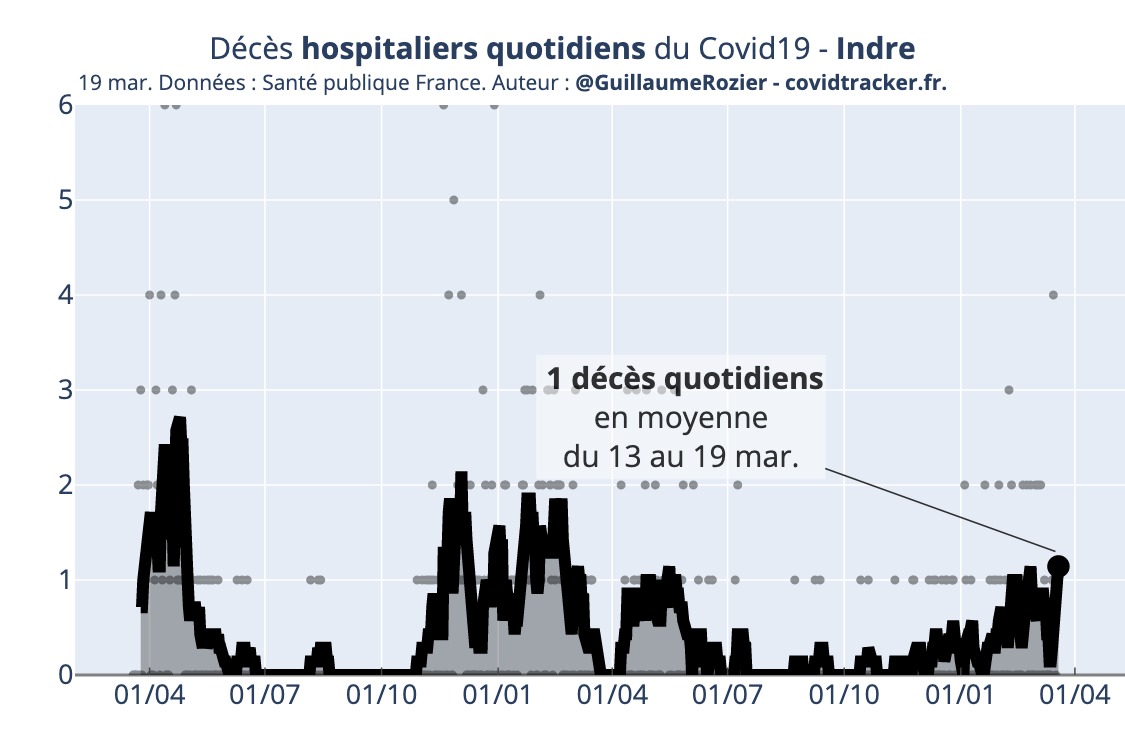 Décès hospitaliers quotidiens du Covid19 - Indre
19 mar. Données : Santé publique France. Auteur : @GuillaumeRozier - covidtracker.fr.
6
5
4
3
2
1
0
1 décès quotidiens
en moyenne
du 13 au 19 mar.
01/04 01/07 01/10 01/01 01/04 01/07 01/10 01/01 01/04